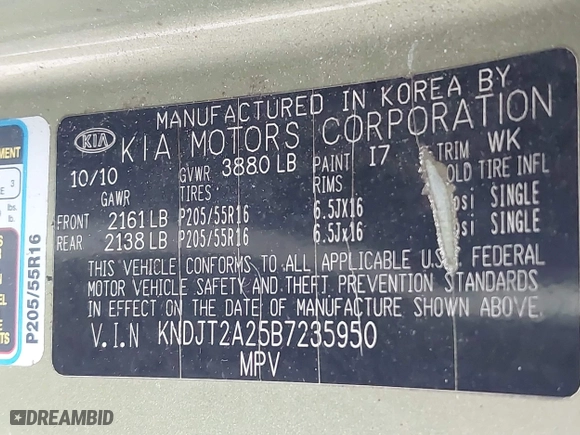 MANUFACTURED IN KOREA BY
KIA KIA MOTORS CORPORATION
10/10 GVWR 3880 LB PAINT I7 TRIM WK
GAWR TIRES RIMS OLD TIRE INFL
FRONT 2161 LB P205/55R16 6.5Jx16 SINGLE
REAR 2138 LB P205/55R16 6.5Jx16 SINGLE
THIS VEHICLE CONFORMS TO ALL APPLICABLE U.S. FEDERAL
MOTOR VEHICLE SAFETY AND THEFT PREVENTION STANDARDS
IN EFFECT ON THE DATE OF MANUFACTURE SHOWN ABOVE.
V.I.N KNDJT2A25B7235950
MPV
P205/55R16
3
lbs.
DREAMBID